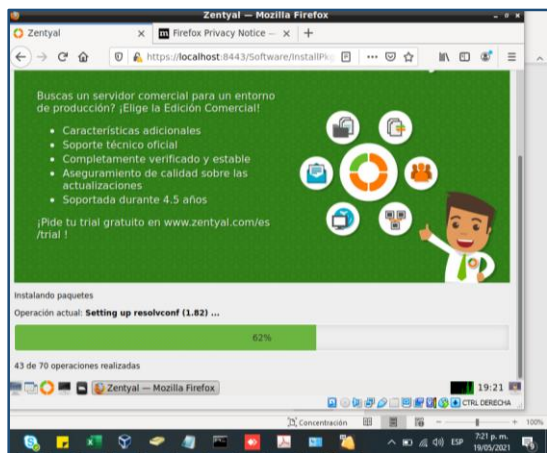 Zentyal — Mozilla Firefox
Zentyal
Firefox Privacy Notice —
https://localhost:8443/Software/InstallPk
Buscas un servidor comercial para un entorno
de producción? ¡Elige la Edición Comercial!
Características adicionales
Soporte técnico oficial
Completamente verificado y estable
Aseguramiento de calidad sobre las
actualizaciones
Soportada durante 4.5 años
¡Pide tu trial gratuito en www.zentyal.com/es
/trial !
Instalando paquetes
Operación actual: Setting up resolvconf (1.82) ...
62%
43 de 70 operaciones realizadas
Zentyal — Mozilla Firefox
19:21
CTRL DERECHA
Concentración
100%
ESP
7:21 p. m.
19/05/2021